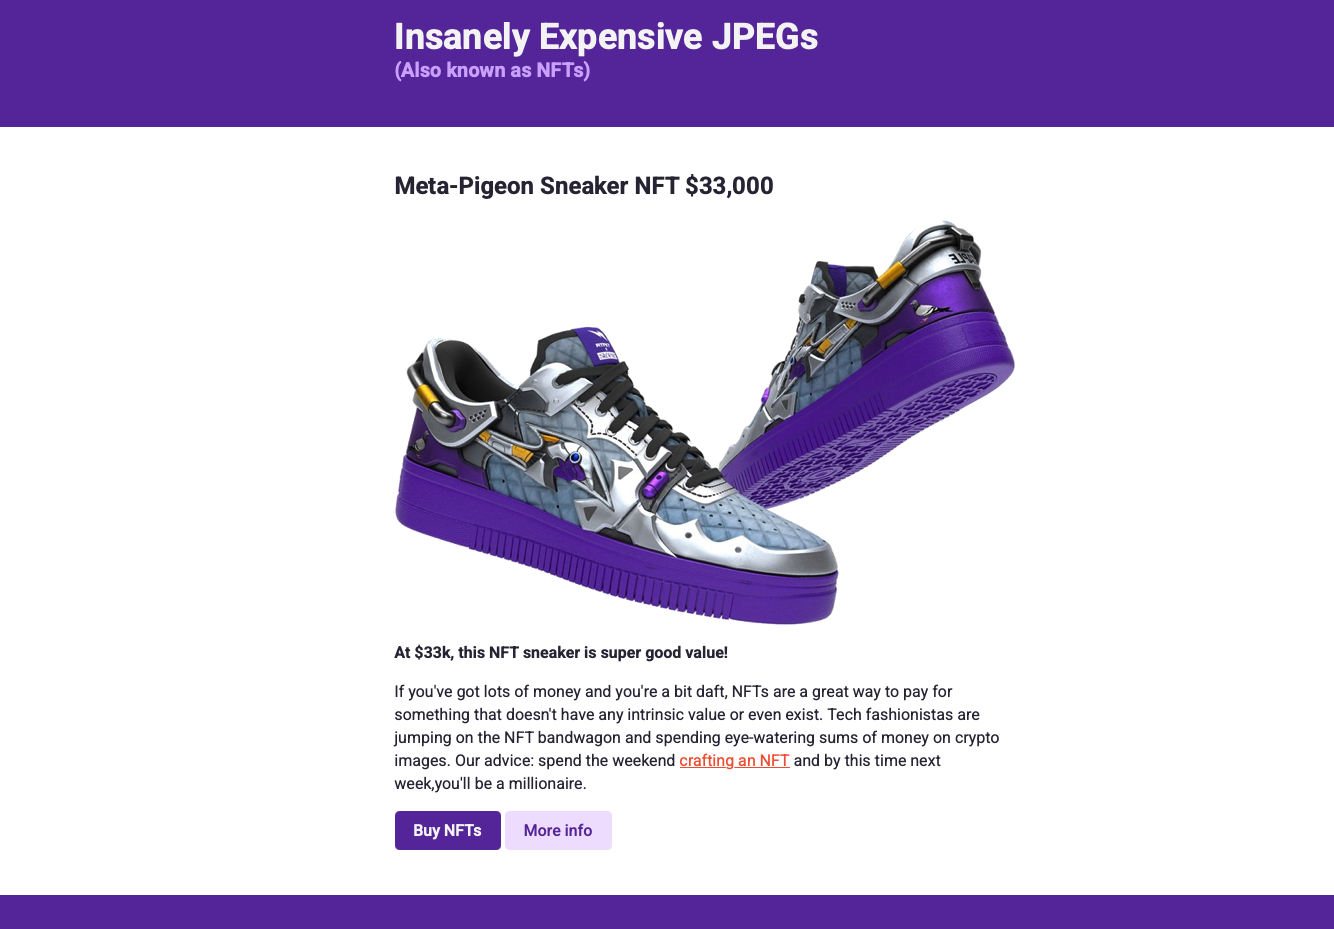 Insanely Expensive JPEGs
(Also known as NFTs)
Meta-Pigeon Sneaker NFT $33,000
At $33k, this NFT sneaker is super good value!
If you've got lots of money and you're a bit daft, NFTs are a great way to pay for
something that doesn't have any intrinsic value or even exist. Tech fashionistas are
jumping on the NFT bandwagon and spending eye-watering sums of money on crypto
images. Our advice: spend the weekend crafting an NFT and by this time next
week,you'll be a millionaire.
Buy NFTs More info